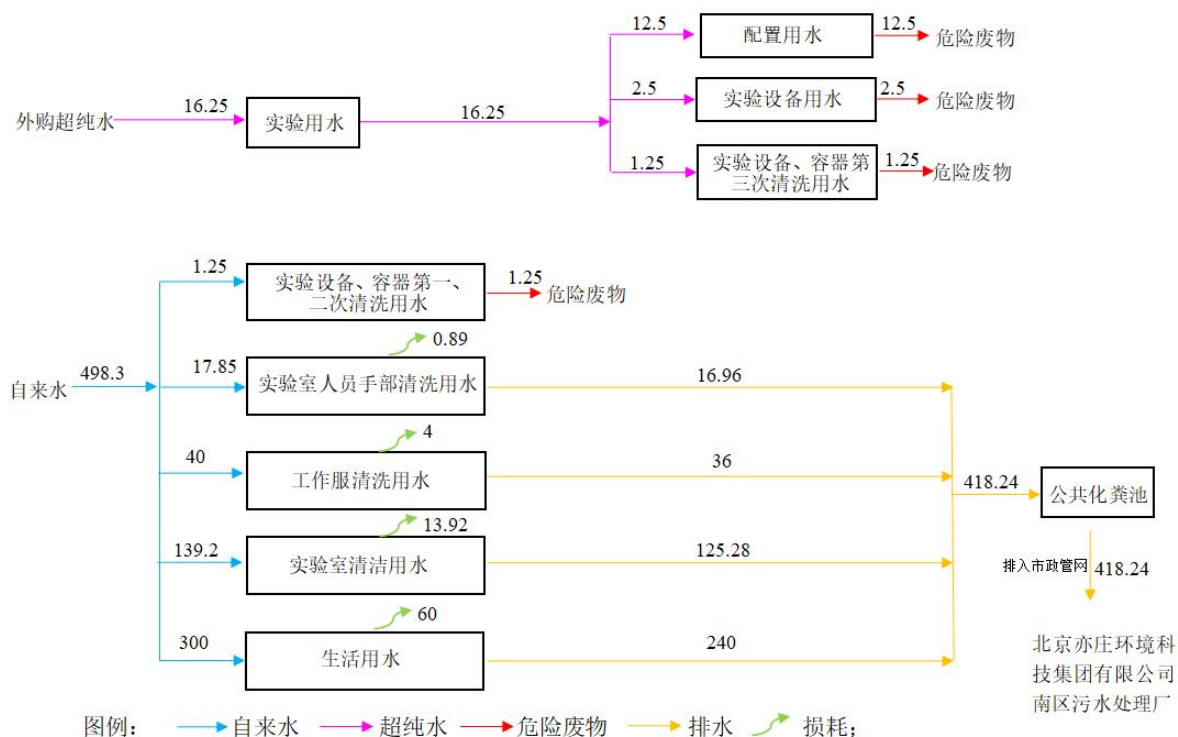 12.5
配置用水
12.5
危险废物
外购超纯水
16.25
实验用水
16.25
2.5
实验设备用水
2.5
危险废物
1.25
实验设备、容器第
三次清洗用水
1.25
危险废物
1.25
实验设备、容器第一、
二次清洗用水
1.25
危险废物
0.89
自来水
498.3
17.85
实验室人员手部清洗用水
16.96
4
40
工作服清洗用水
36
418.24
公共化粪池
13.92
139.2
实验室清洁用水
125.28
排入市政管网
418.24
60
300
生活用水
240
北京亦庄环境科
技集团有限公司
南区污水处理厂
图例：
自来水
超纯水
危险废物
排水
损耗；